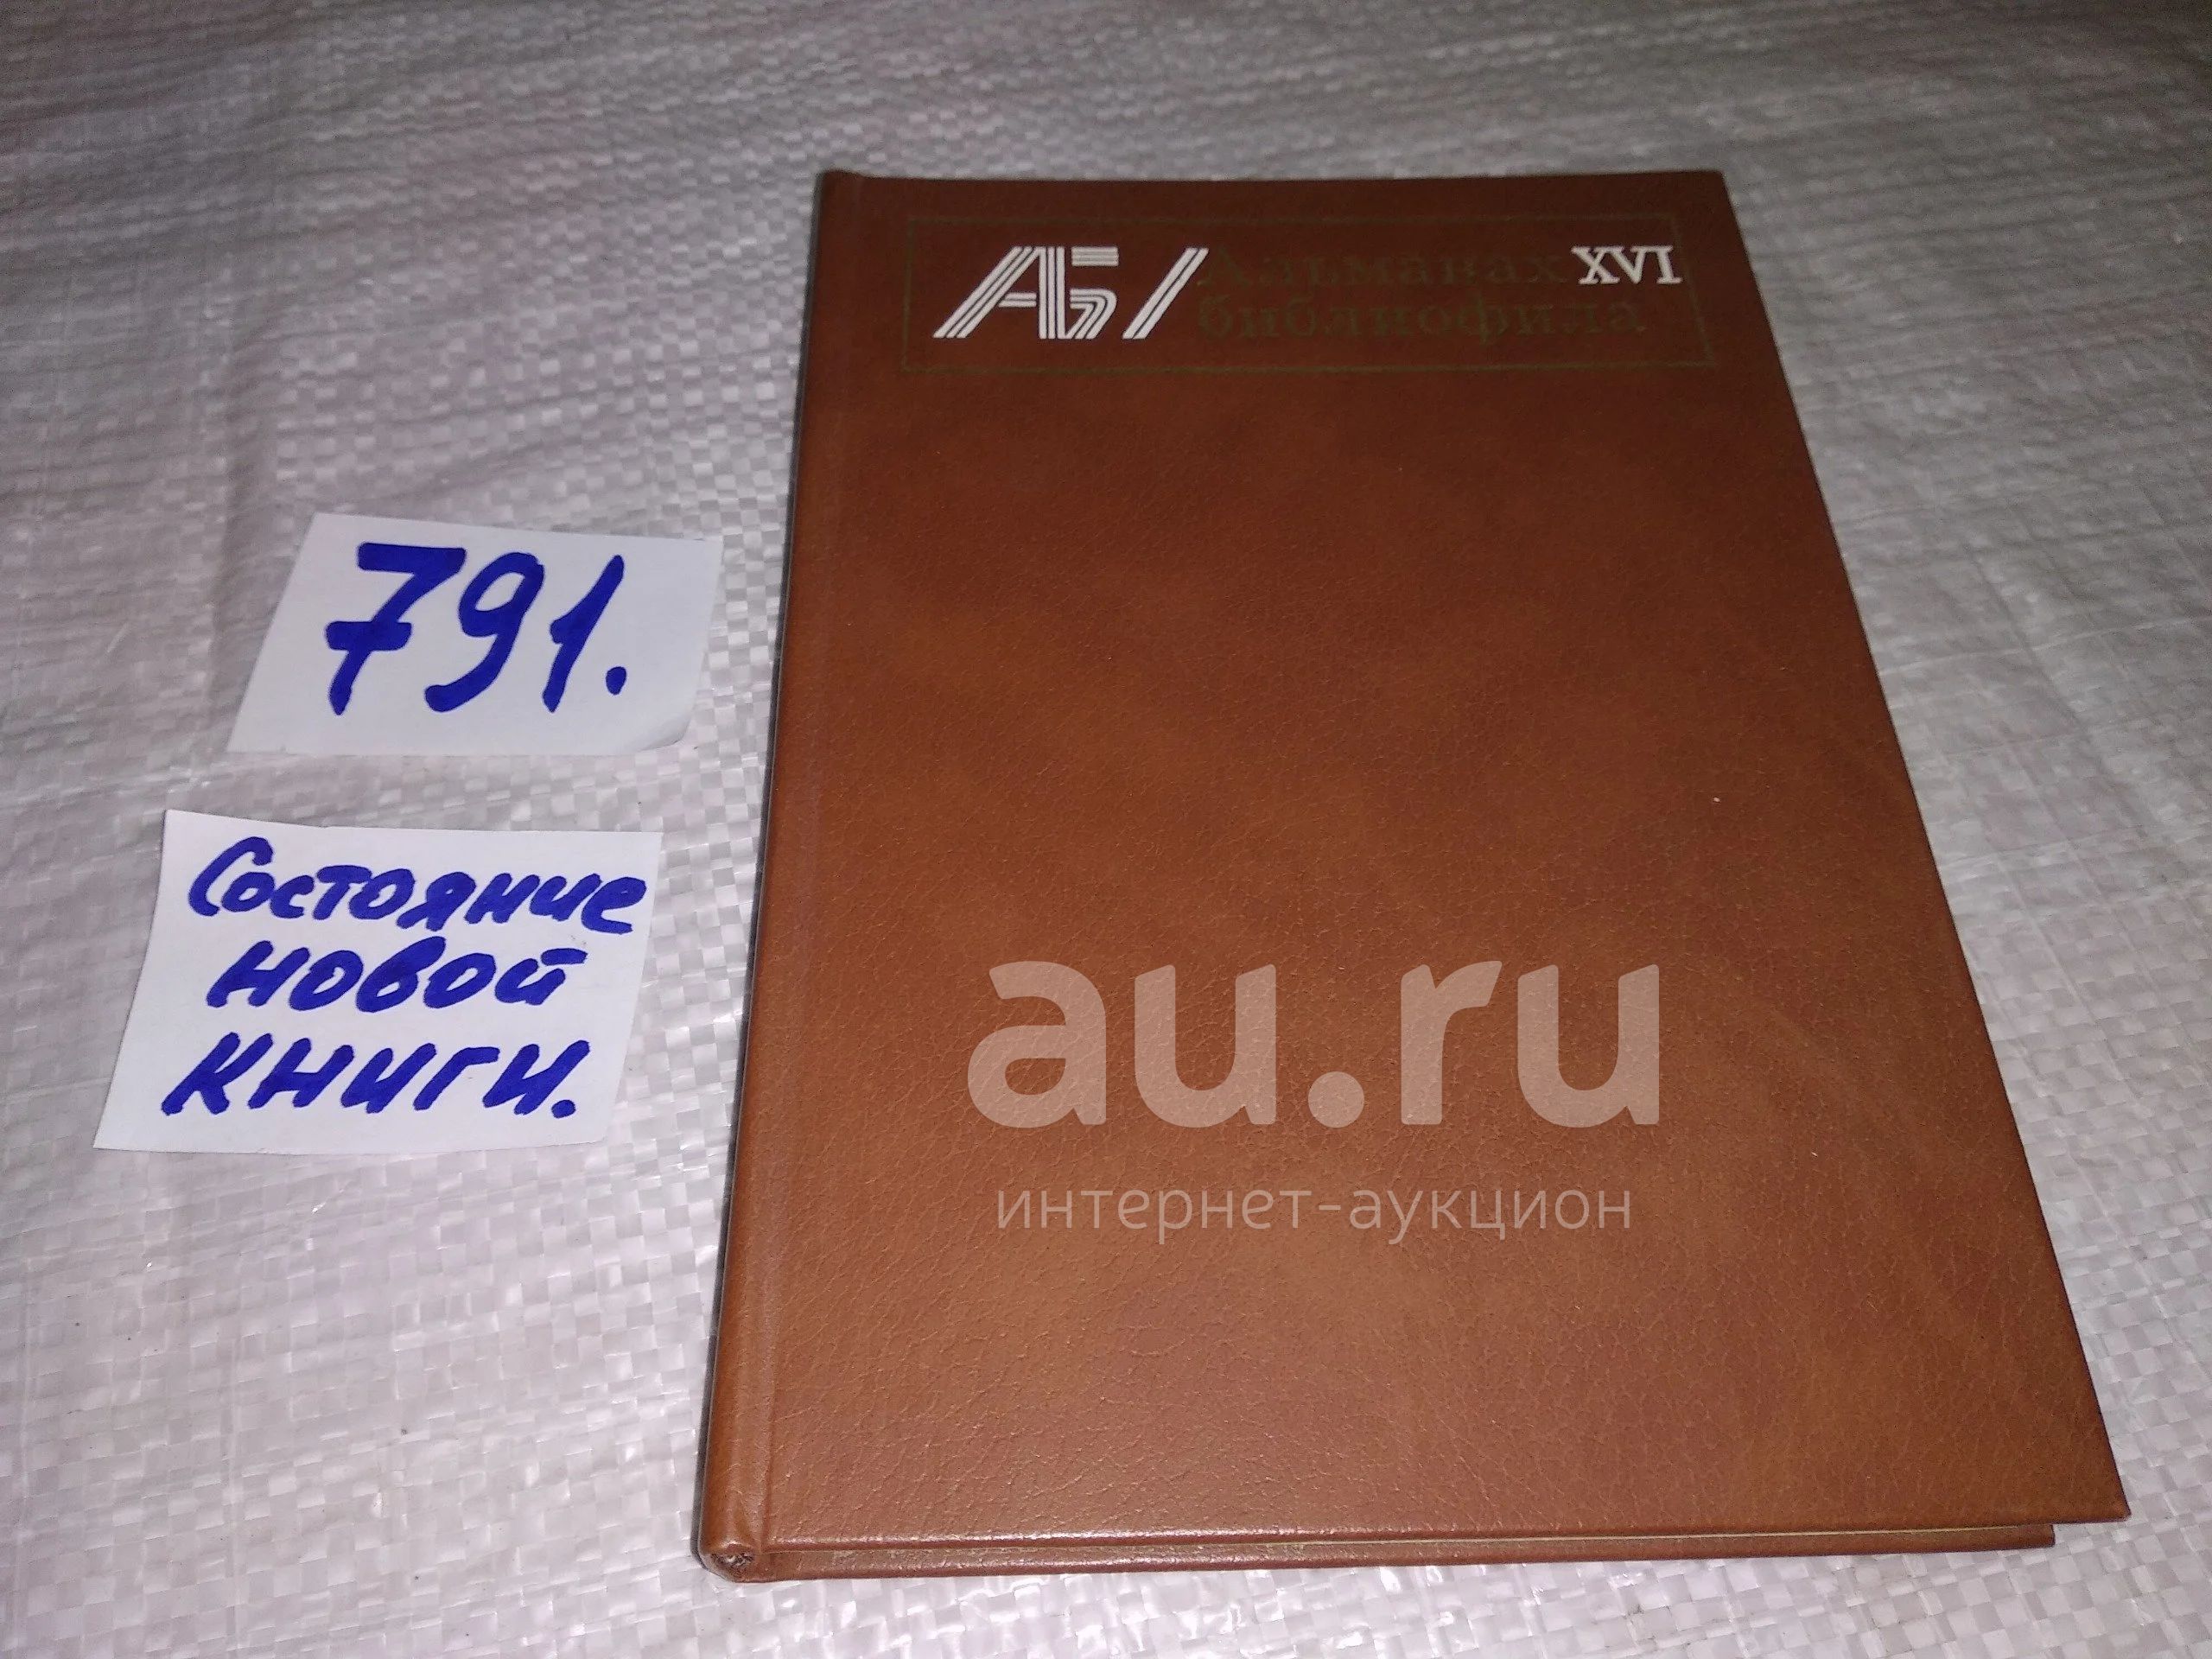 АБ/ Альманах XVI
библиофила
791.
Состояние
новой
книги.
au.ru
интернет-аукцион